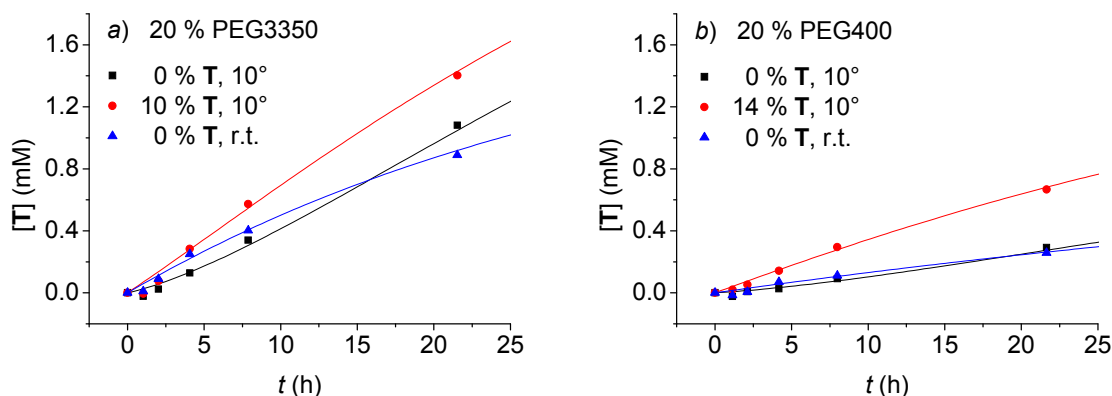 a) 20 % PEG3350
0 % T, 10°
10 % T, 10°
0 % T, r.t.
1.6
1.2
0.8
0.4
0.0
[T] (mM)
0 5 10 15 20 25
t (h)
b) 20 % PEG400
0 % T, 10°
14 % T, 10°
0 % T, r.t.
1.6
1.2
0.8
0.4
0.0
[T] (mM)
0 5 10 15 20 25
t (h)